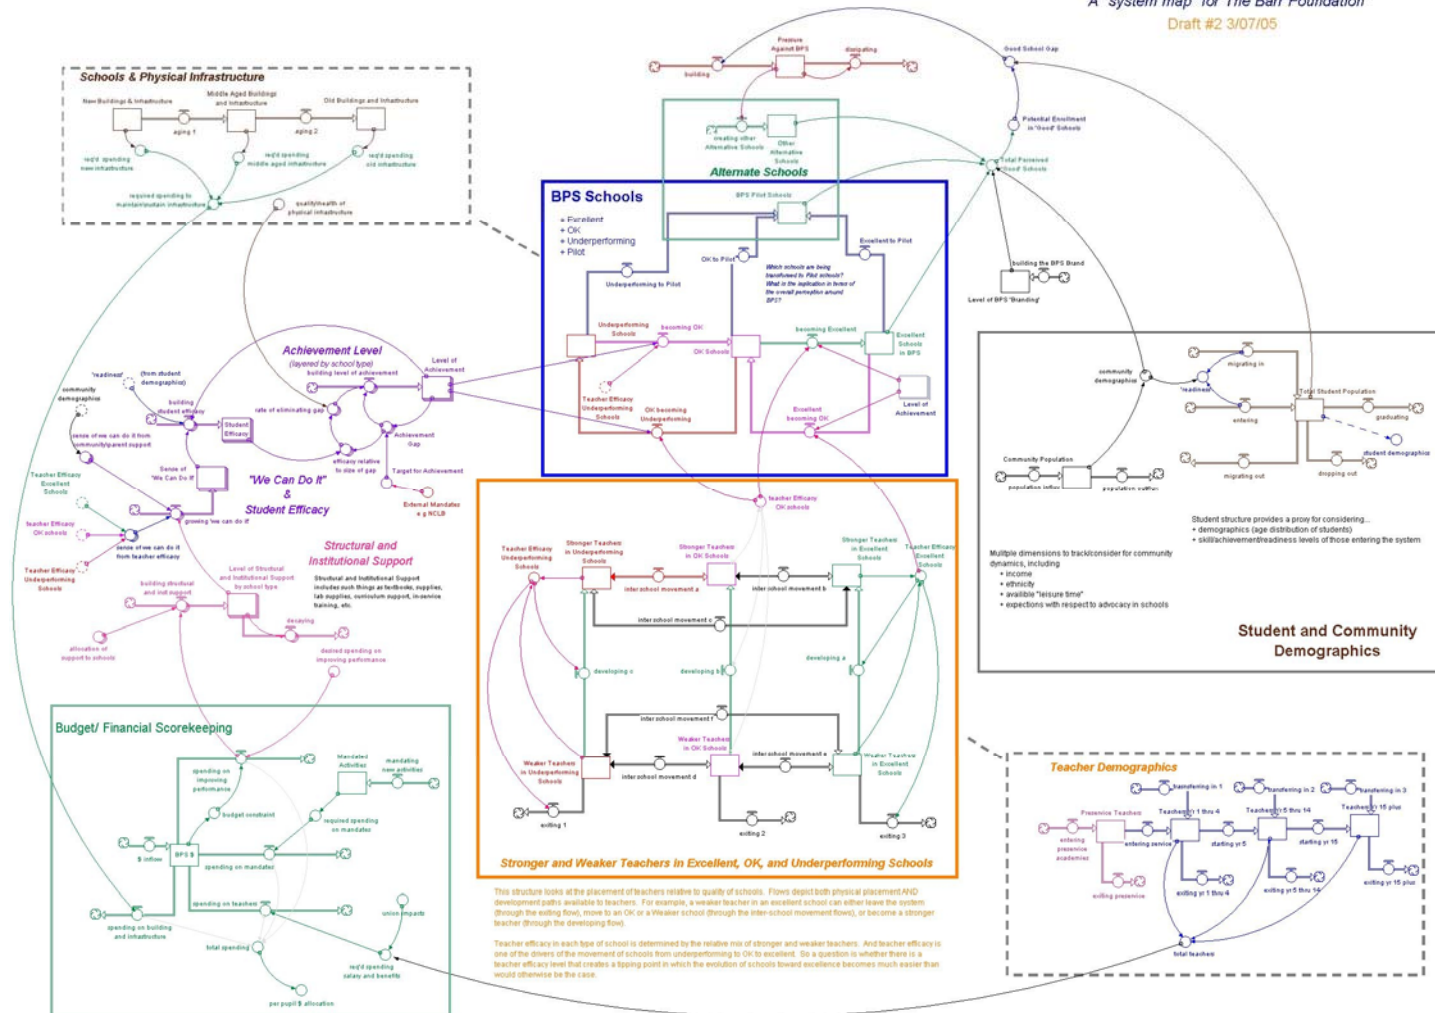 A "system map" for The Barr Foundation
Draft #2 3/07/05
Schools & Physical Infrastructure
New Buildings & Infrastructure
Middle Aged Buildings
and Infrastructure
Old Buildings and Infrastructure
aging 1
aging 2
req'd spending
new infrastructure
req'd spending
middle aged infrastructure
req'd spending
old infrastructure
required spending to
maintain\sustain infrastructure
quality\health of
physical infrastructure
Pressure
Against BPS
building
dissipating
Good School Gap
Potential Enrollment
in 'Good' Schools
Total Perceived
'Good' Schools
creating other
Alternative Schools
Other
Alternative
Schools
Alternate Schools
BPS Pilot Schools
BPS Schools
+ Excellent
+ OK
+ Underperforming
+ Pilot
Underperforming to Pilot
OK to Pilot
Excellent to Pilot
Which schools are being
transformed to Pilot schools?
What is the implication in terms of
the overall perception around
BPS?
Underperforming
Schools
becoming OK
OK Schools
becoming Excellent
Excellent
Schools
in BPS
Teacher Efficacy
Underperforming
Schools
OK becoming
Underperforming
Excellent
becoming OK
Level of
Achievement
building the BPS Brand
Level of BPS 'Branding'
Achievement Level
(layered by school type)
building level of achievement
Level of
Achievement
rate of eliminating gap
Achievement
Gap
efficacy relative
to size of gap
Target for Achievement
External Mandates
e.g NCLB
'readiness'
(from student
demographics)
community
demographics
building
student efficacy
Student
Efficacy
sense of we can do it from
community\parent support
Sense of
'We Can Do It'
growing 'we can do it'
Teacher Efficacy
Excellent
Schools
teacher Efficacy
OK schools
Teacher Efficacy
Underperforming
Schools
sense of we can do it
from teacher efficacy
"We Can Do It"
&
Student Efficacy
Structural and
Institutional Support
Structural and Institutional Support
includes such things as textbooks, supplies,
lab supplies, curriculum support, in-service
training, etc.
building structural
and inst support
Level of Structural
and Institutional Support
by school type
decaying
allocation of
support to schools
desired spending on
improving performance
teacher Efficacy
OK schools
Teacher Efficacy
Underperforming
Schools
Stronger Teachers
in Underperforming
Schools
Stronger Teachers
in OK Schools
Stronger Teachers
in Excellent
Schools
Teacher Efficacy
Excellent
Schools
inter school movement a
inter school movement b
inter school movement c
developing c
developing b
developing a
inter school movement f
Weaker Teachers
in Underperforming
Schools
Weaker Teachers
in OK Schools
Weaker Teachers
in Excellent
Schools
inter school movement d
inter school movement e
exiting 1
exiting 2
exiting 3
Stronger and Weaker Teachers in Excellent, OK, and Underperforming Schools
This structure looks at the placement of teachers relative to quality of schools. Flows depict both physical placement AND
development paths available to teachers. For example, a weaker teacher in an excellent school can either leave the system
(through the exiting flow), move to an OK or a Weaker school (through the inter-school movement flows), or become a stronger
teacher (through the developing flow).
Teacher efficacy in each type of school is determined by the relative mix of stronger and weaker teachers. And teacher efficacy is
one of the drivers of the movement of schools from underperforming to OK to excellent. So a question is whether there is a
teacher efficacy level that creates a tipping point in which the evolution of schools toward excellence becomes much easier than
would otherwise be the case.
community
demographics
migrating in
'readiness'
Total Student Population
entering
graduating
student demographics
migrating out
dropping out
Community Population
population influx
population outflux
Student structure provides a proxy for considering...
+ demographics (age distribution of students)
+ skill/achievement/readiness levels of those entering the system
Mulitple dimensions to track/consider for community
dynamics, including
+ income
+ ethnicity
+ availible "leisure time"
+ expections with respect to advocacy in schools
Student and Community
Demographics
Budget/ Financial Scorekeeping
spending on
improving
performance
Mandated
Activities
mandating
new activities
budget constraint
required spending
on mandates
$ inflow
BPS $
spending on mandates
spending on teachers
spending on building
and infrastructure
total spending
union impacts
req'd spending
salary and benefits
per pupil $ allocation
Teacher Demographics
transferring in 1
transferring in 2
transferring in 3
Preservice Teachers
Teachers Yr 1 thru 4
Teachers Yr 5 thru 14
Teachers Yr 15 plus
entering
preservice
academies
entering service
starting yr 5
starting yr 15
exiting preservice
exiting yr 1 thru 4
exiting yr 5 thru 14
exiting yr 15 plus
total teachers